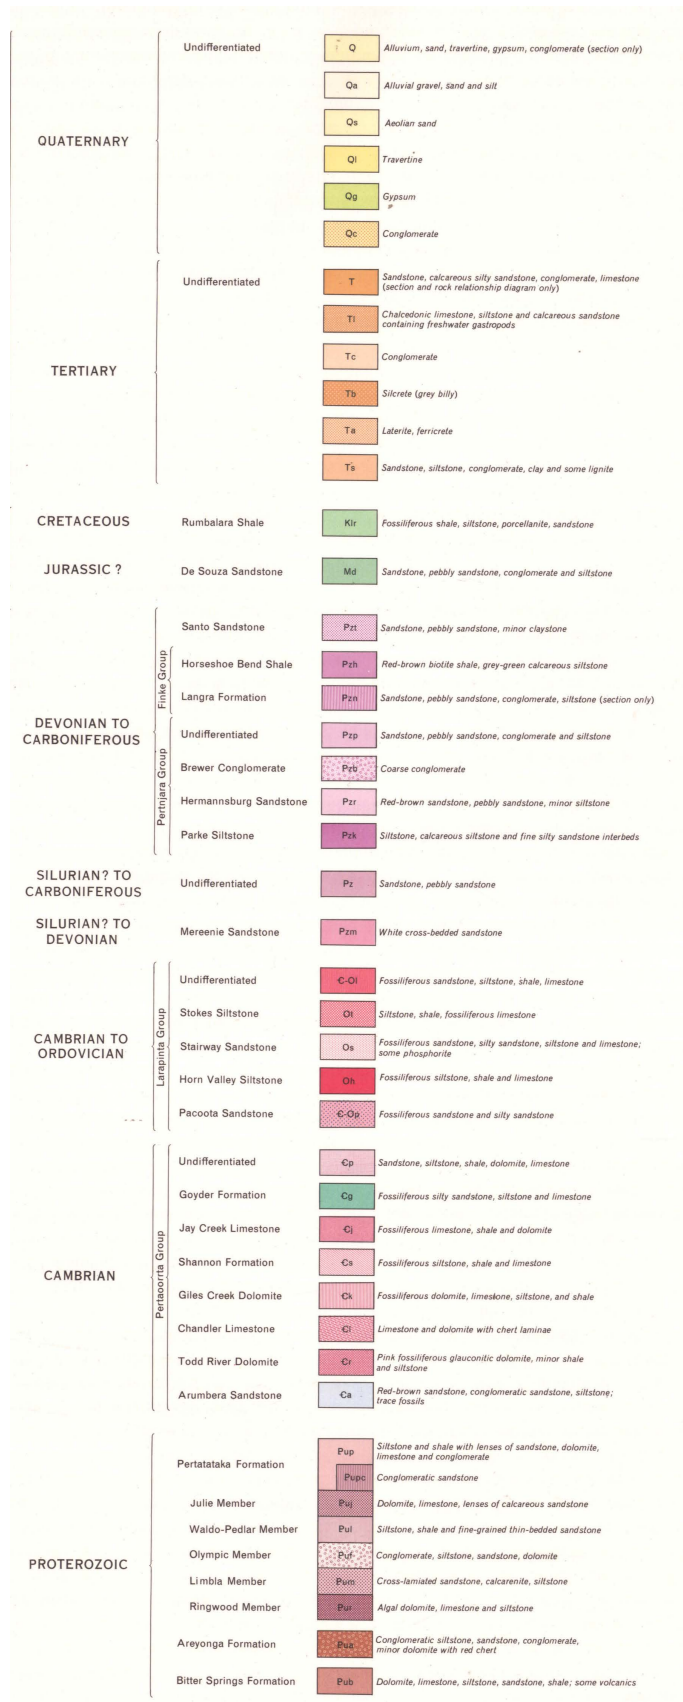 QUATERNARY
Undifferentiated
Q
Alluvium, sand, travertine, gypsum, conglomerate (section only)
Qa
Alluvial gravel, sand and silt
Qs
Aeolian sand
Ql
Travertine
Qg
Gypsum
Qc
Conglomerate
TERTIARY
Undifferentiated
T
Sandstone, calcareous silty sandstone, conglomerate, limestone
(section and rock relationship diagram only)
Tl
Chalcedonic limestone, siltstone and calcareous sandstone
containing freshwater gastropods
Tc
Conglomerate
Tb
Silcrete (grey billy)
Ta
Laterite, ferricrete
Ts
Sandstone, siltstone, conglomerate, clay and some lignite
CRETACEOUS
Rumbalara Shale
Klr
Fossiliferous shale, siltstone, porcellanite, sandstone
JURASSIC ?
De Souza Sandstone
Md
Sandstone, pebbly sandstone, conglomerate and siltstone
DEVONIAN TO
CARBONIFEROUS
Santo Sandstone
Pzt
Sandstone, pebbly sandstone, minor claystone
Finke Group
Horseshoe Bend Shale
Pzh
Red-brown biotite shale, grey-green calcareous siltstone
Langra Formation
Pzn
Sandstone, pebbly sandstone, conglomerate, siltstone (section only)
Pertnjara Group
Undifferentiated
Pzp
Sandstone, pebbly sandstone, conglomerate and siltstone
Brewer Conglomerate
Pzb
Coarse conglomerate
Hermannsburg Sandstone
Pzr
Red-brown sandstone, pebbly sandstone, minor siltstone
Parke Siltstone
Pzk
Siltstone, calcareous siltstone and fine silty sandstone interbeds
SILURIAN? TO
CARBONIFEROUS
Undifferentiated
Pz
Sandstone, pebbly sandstone
SILURIAN? TO
DEVONIAN
Mereenie Sandstone
Pzm
White cross-bedded sandstone
CAMBRIAN TO
ORDOVICIAN
Larapinta Group
Undifferentiated
Є-Ol
Fossiliferous sandstone, siltstone, shale, limestone
Stokes Siltstone
Ot
Siltstone, shale, fossiliferous limestone
Stairway Sandstone
Os
Fossiliferous sandstone, silty sandstone, siltstone and limestone;
some phosphorite
Horn Valley Siltstone
Oh
Fossiliferous siltstone, shale and limestone
Pacoota Sandstone
Є-Op
Fossiliferous sandstone and silty sandstone
CAMBRIAN
Pertaoorrta Group
Undifferentiated
Єp
Sandstone, siltstone, shale, dolomite, limestone
Goyder Formation
Єg
Fossiliferous silty sandstone, siltstone and limestone
Jay Creek Limestone
Єj
Fossiliferous limestone, shale and dolomite
Shannon Formation
Єs
Fossiliferous siltstone, shale and limestone
Giles Creek Dolomite
Єk
Fossiliferous dolomite, limestone, siltstone, and shale
Chandler Limestone
Єl
Limestone and dolomite with chert laminae
Todd River Dolomite
Єr
Pink fossiliferous glauconitic dolomite, minor shale
and siltstone
Arumbera Sandstone
Єa
Red-brown sandstone, conglomeratic sandstone, siltstone;
trace fossils
PROTEROZOIC
Pertatataka Formation
Pup
Siltstone and shale with lenses of sandstone, dolomite,
limestone and conglomerate
Pupc
Conglomeratic sandstone
Julie Member
Puj
Dolomite, limestone, lenses of calcareous sandstone
Waldo-Pedlar Member
Pul
Siltstone, shale and fine-grained thin-bedded sandstone
Olympic Member
Puf
Conglomerate, siltstone, sandstone, dolomite
Limbla Member
Pum
Cross-lamiated sandstone, calcarenite, siltstone
Ringwood Member
Pui
Algal dolomite, limestone and siltstone
Areyonga Formation
Pua
Conglomeratic siltstone, sandstone, conglomerate,
minor dolomite with red chert
Bitter Springs Formation
Pub
Dolomite, limestone, siltstone, sandstone, shale; some volcanics